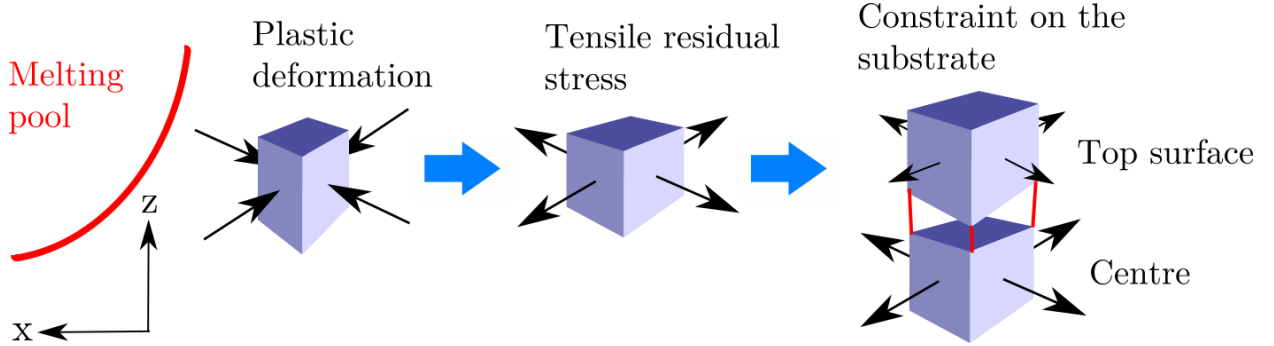 Melting
pool
z
x
Plastic
deformation
Tensile residual
stress
Constraint on the
substrate
Top surface
Centre